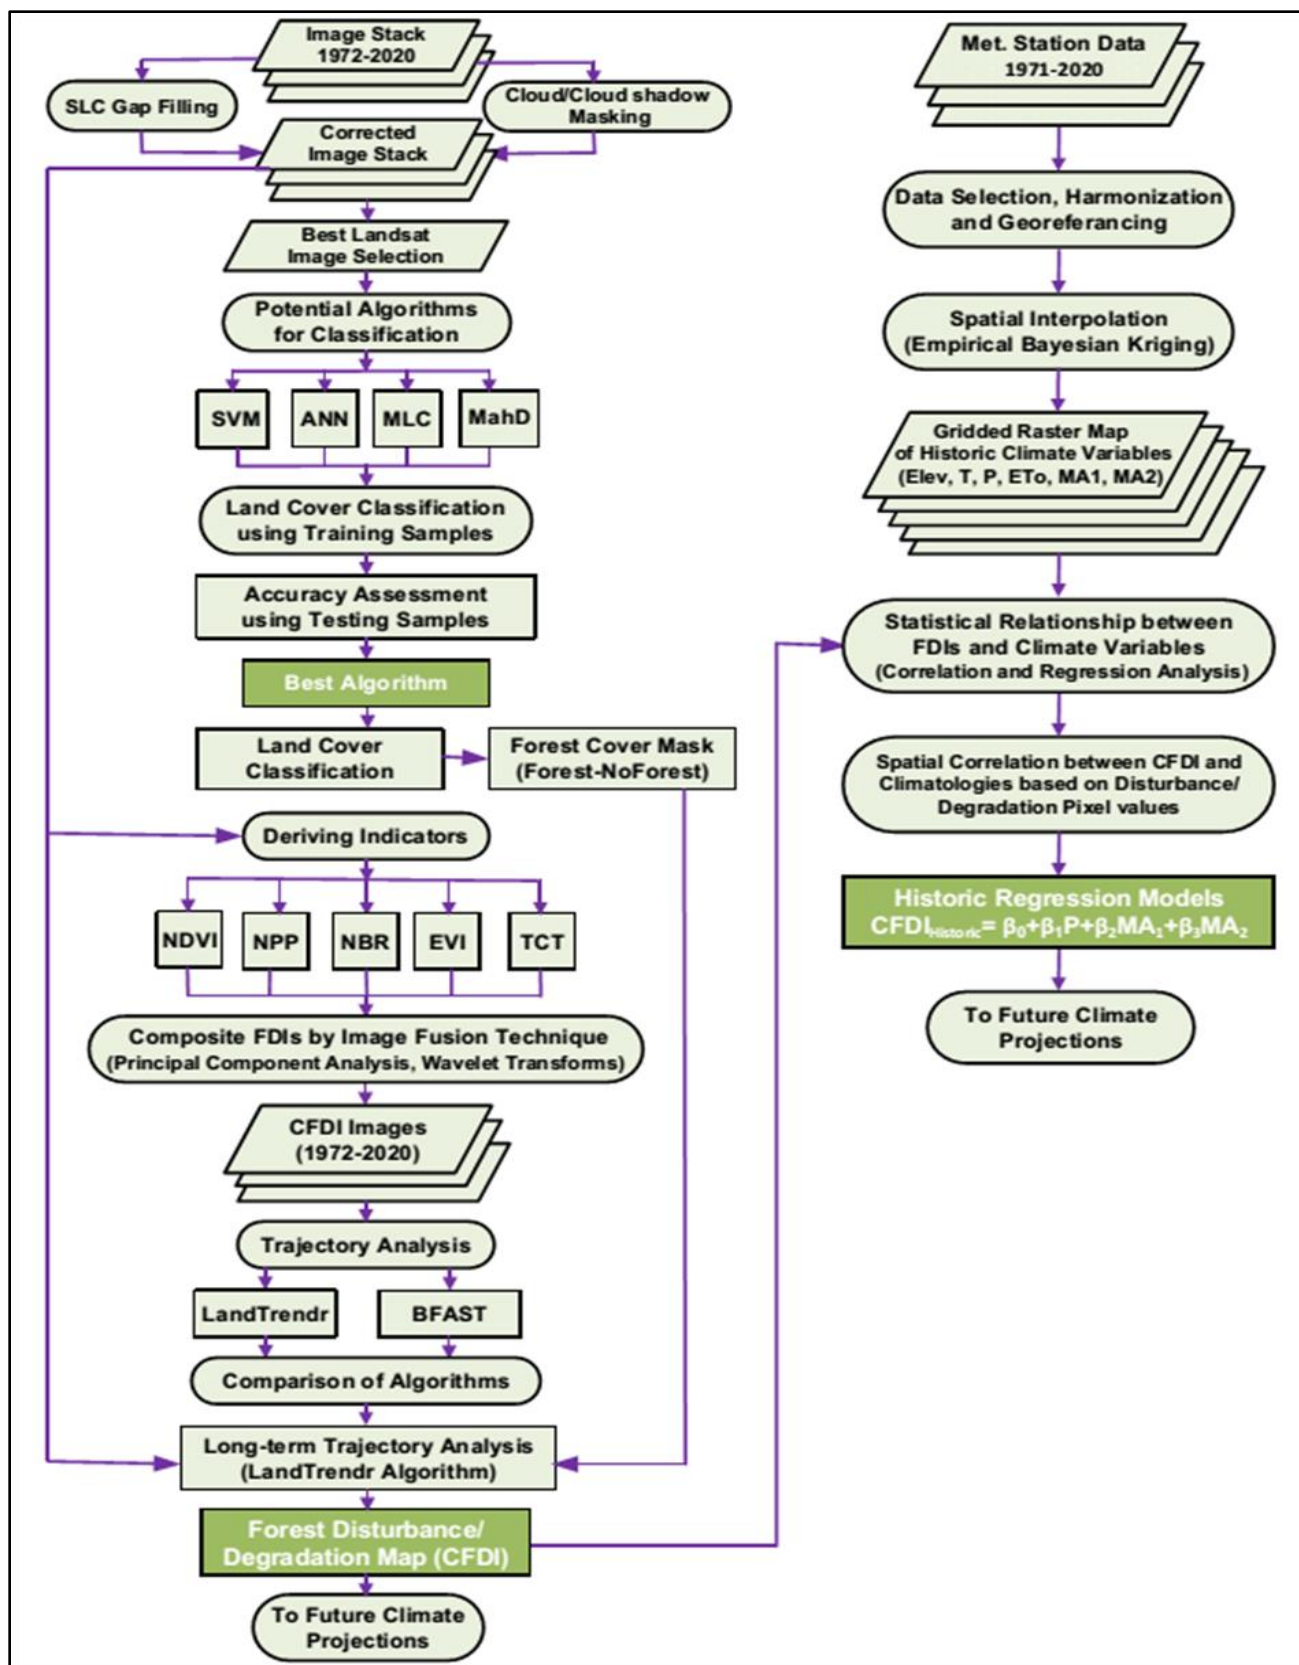 Image Stack
1972-2020
SLC Gap Filling
Cloud/Cloud shadow
Masking
Corrected
Image Stack
Best Landsat
Image Selection
Potential Algorithms
for Classification
SVM
ANN
MLC
MahD
Land Cover Classification
using Training Samples
Accuracy Assessment
using Testing Samples
Best Algorithm
Land Cover
Classification
Forest Cover Mask
(Forest-NoForest)
Deriving Indicators
NDVI
NPP
NBR
EVI
TCT
Composite FDIs by Image Fusion Technique
(Principal Component Analysis, Wavelet Transforms)
CFDI Images
(1972-2020)
Trajectory Analysis
LandTrendr
BFAST
Comparison of Algorithms
Long-term Trajectory Analysis
(LandTrendr Algorithm)
Forest Disturbance/
Degradation Map (CFDI)
To Future Climate
Projections
Met. Station Data
1971-2020
Data Selection, Harmonization
and Georeferancing
Spatial Interpolation
(Empirical Bayesian Kriging)
Gridded Raster Map
of Historic Climate Variables
(Elev, T, P, ETo, MA1, MA2)
Statistical Relationship between
FDIs and Climate Variables
(Correlation and Regression Analysis)
Spatial Correlation between CFDI and
Climatologies based on Disturbance/
Degradation Pixel values
Historic Regression Models
CFDI_Historic= β₀+β₁P+β₂MA₁+β₃MA₂
To Future Climate
Projections